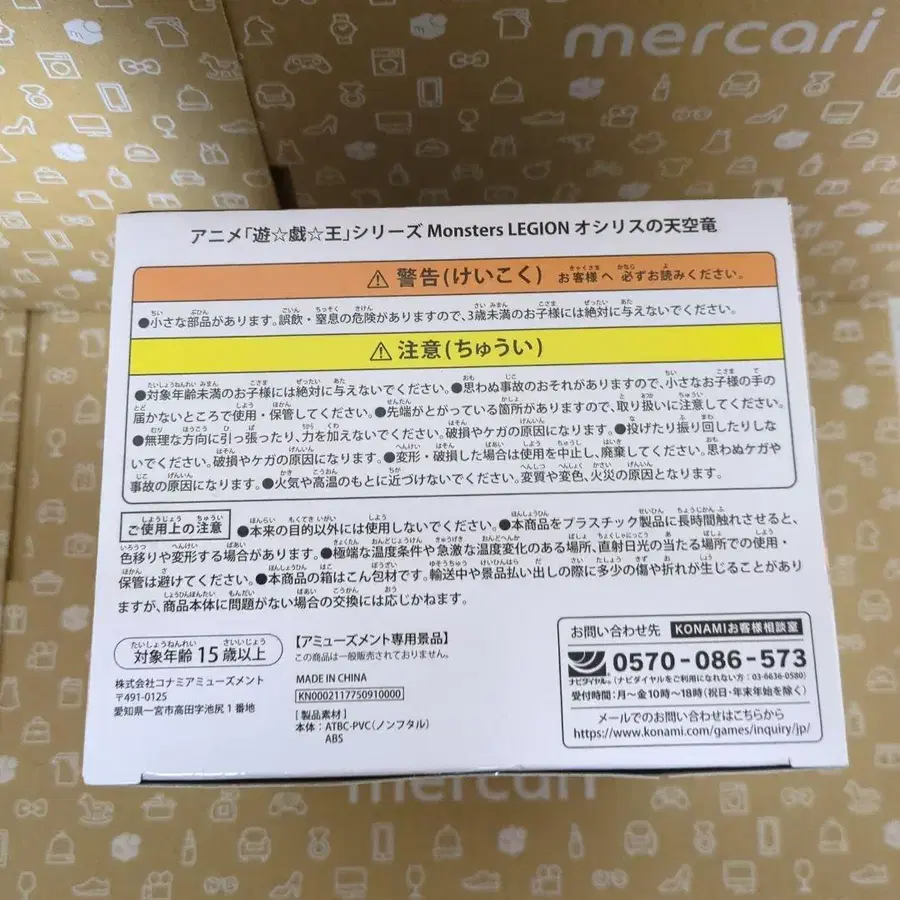 mercari
アニメ「遊☆戯☆王」シリーズ Monsters LEGION オシリスの天空竜
⚠ 警告(けいこく) お客様へ 必ずお読みください。
●小さな部品があります。誤飲・窒息の危険がありますので、3歳未満のお子様には絶対に与えないでください。
⚠ 注意(ちゅうい)
●対象年齢未満のお子様には絶対に与えないでください。●思わぬ事故のおそれがありますので、小さなお子様の手の
届かないところで使用・保管してください。●先端がとがっている箇所がありますので、取り扱いに注意してください。
●無理な方向に引っ張ったり、力を加えないでください。破損やケガの原因になります。●投げたり振り回したりしな
いでください。破損やケガの原因になります。●変形・破損した場合は使用を中止し、廃棄してください。思わぬケガや
事故の原因になります。●火気や高温のもとに近づけないでください。変質や変色、火災の原因となります。
ご使用上の注意 ●本来の目的以外には使用しないでください。●本商品をプラスチック製品に長時間触れさせると、
色移りや変形する場合があります。●極端な温度条件や急激な温度変化のある場所、直射日光の当たる場所での使用・
保管は避けてください。●本商品の箱はこん包材です。輸送中や景品払い出しの際に多少の傷や折れが生じることがあり
ますが、商品本体に問題がない場合の交換には応じかねます。
対象年齢 15歳以上
株式会社コナミアミューズメント
〒491-0125
愛知県一宮市高田字池尻1番地
【アミューズメント専用景品】
この商品は一般販売されておりません。
MADE IN CHINA
KN0002117750910000
[製品素材]
本体：ATBC-PVC(ノンフタル)
ABS
お問い合わせ先 KONAMIお客様相談室
ナビダイヤル® 0570-086-573
(ナビダイヤルをご利用になれない方：03-6636-0580)
受付時間：月〜金10時〜18時(祝日・年末年始を除く)
メールでのお問い合わせはこちらから
https://www.konami.com/games/inquiry/jp/
mercari